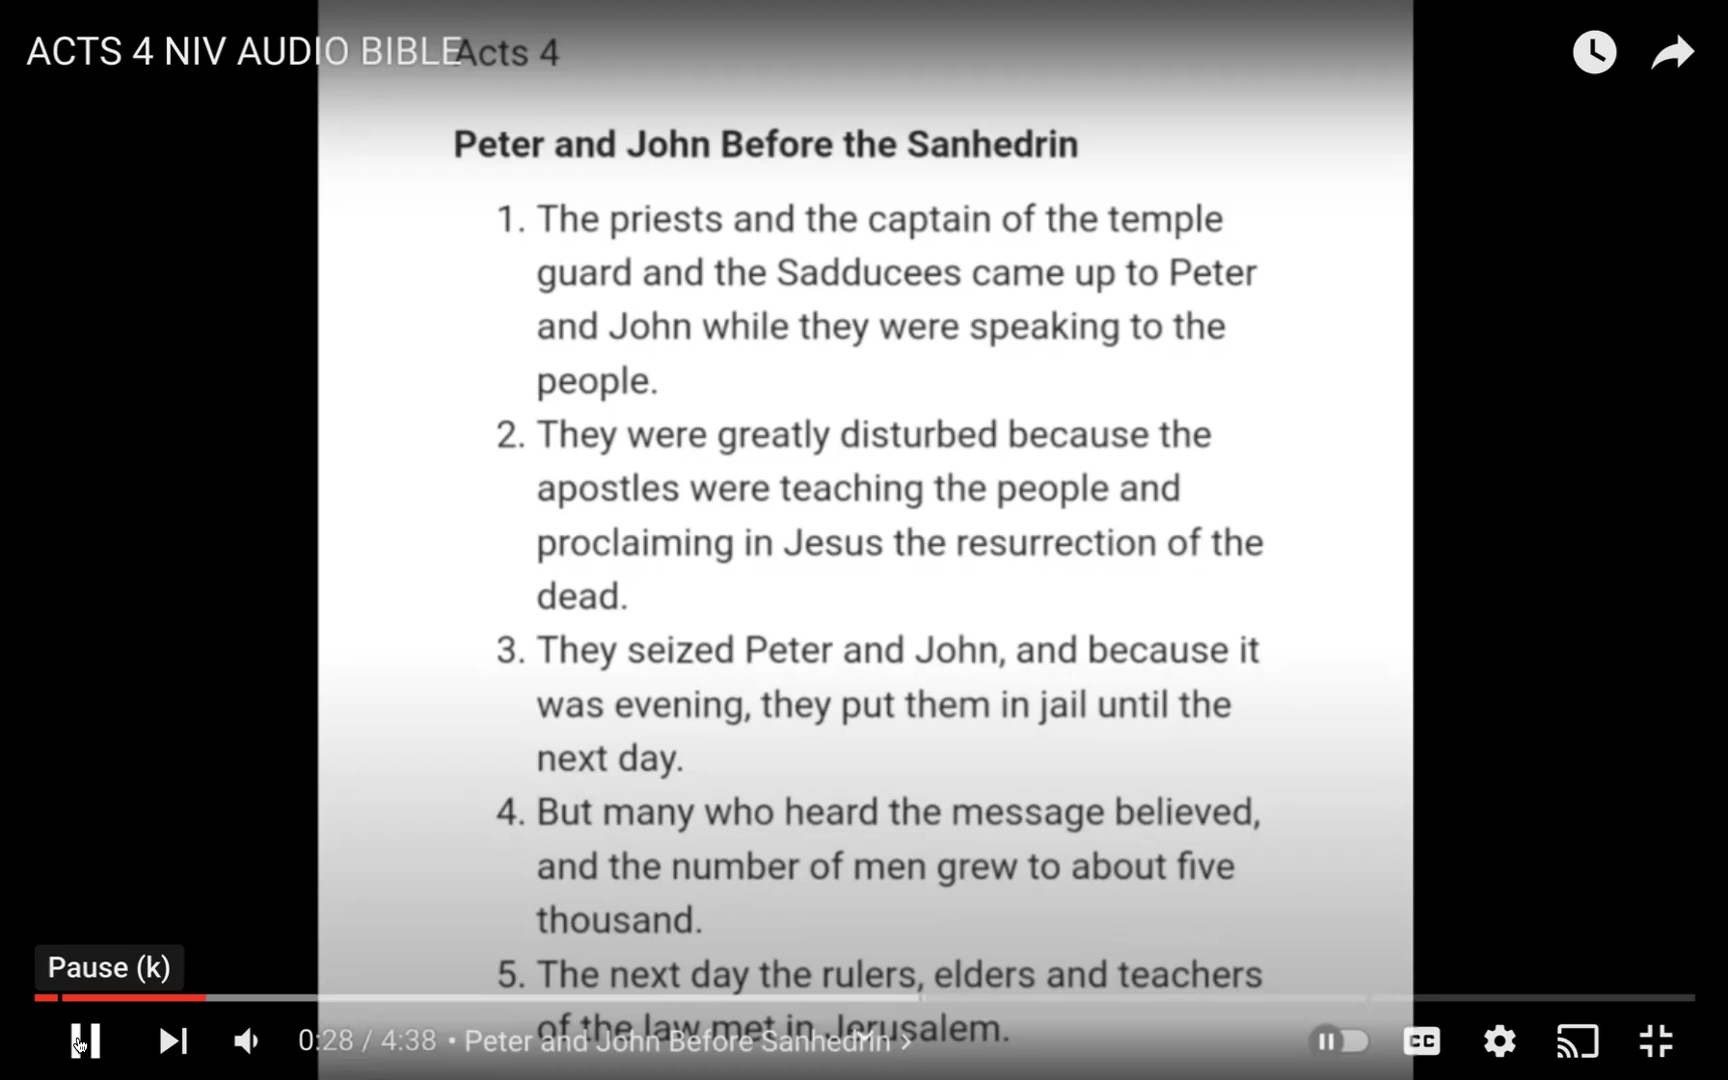 ACTS 4 NIV AUDIO BIBLE
Acts 4
Peter and John Before the Sanhedrin
1. The priests and the captain of the temple
guard and the Sadducees came up to Peter
and John while they were speaking to the
people.
2. They were greatly disturbed because the
apostles were teaching the people and
proclaiming in Jesus the resurrection of the
dead.
3. They seized Peter and John, and because it
was evening, they put them in jail until the
next day.
4. But many who heard the message believed,
and the number of men grew to about five
thousand.
5. The next day the rulers, elders and teachers
of the law met in Jerusalem.
Pause (k)
0:28 / 4:38 • Peter and John Before Sanhedrin >
CC